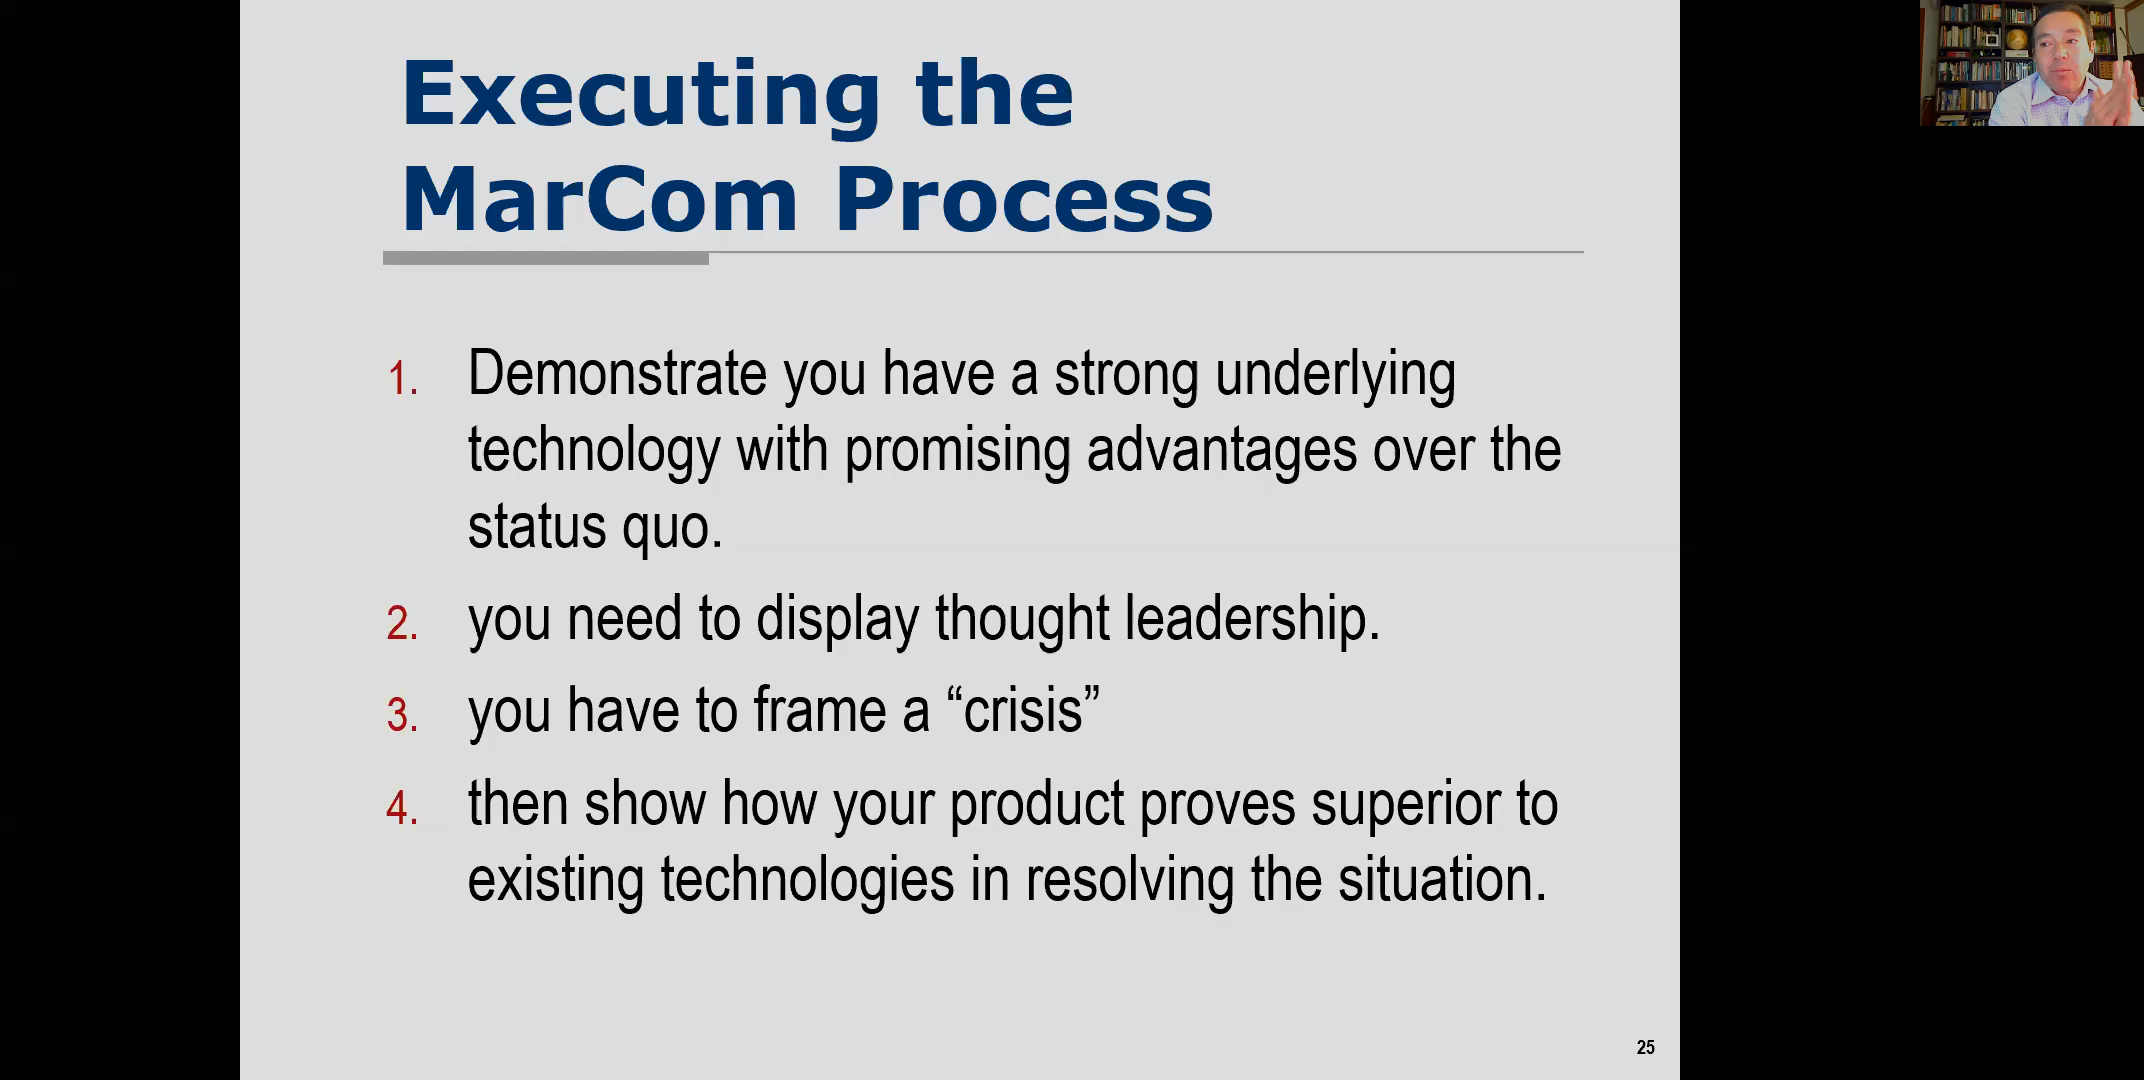 Executing the
MarCom Process
1. Demonstrate you have a strong underlying
technology with promising advantages over the
status quo.
2. you need to display thought leadership.
3. you have to frame a “crisis”
4. then show how your product proves superior to
existing technologies in resolving the situation.
25